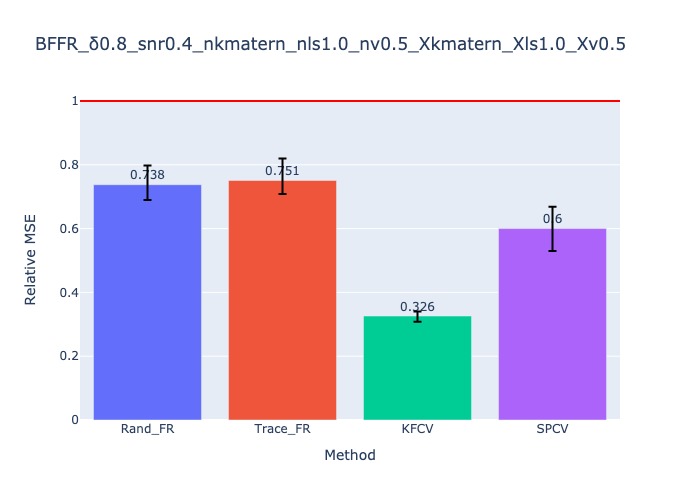 BFFR_δ0.8_snr0.4_nkmatern_nls1.0_nv0.5_Xkmatern_Xls1.0_Xv0.5
1
0.8
0.6
0.4
0.2
0
Relative MSE
0.738
0.751
0.326
0.6
Rand_FR
Trace_FR
KFCV
SPCV
Method